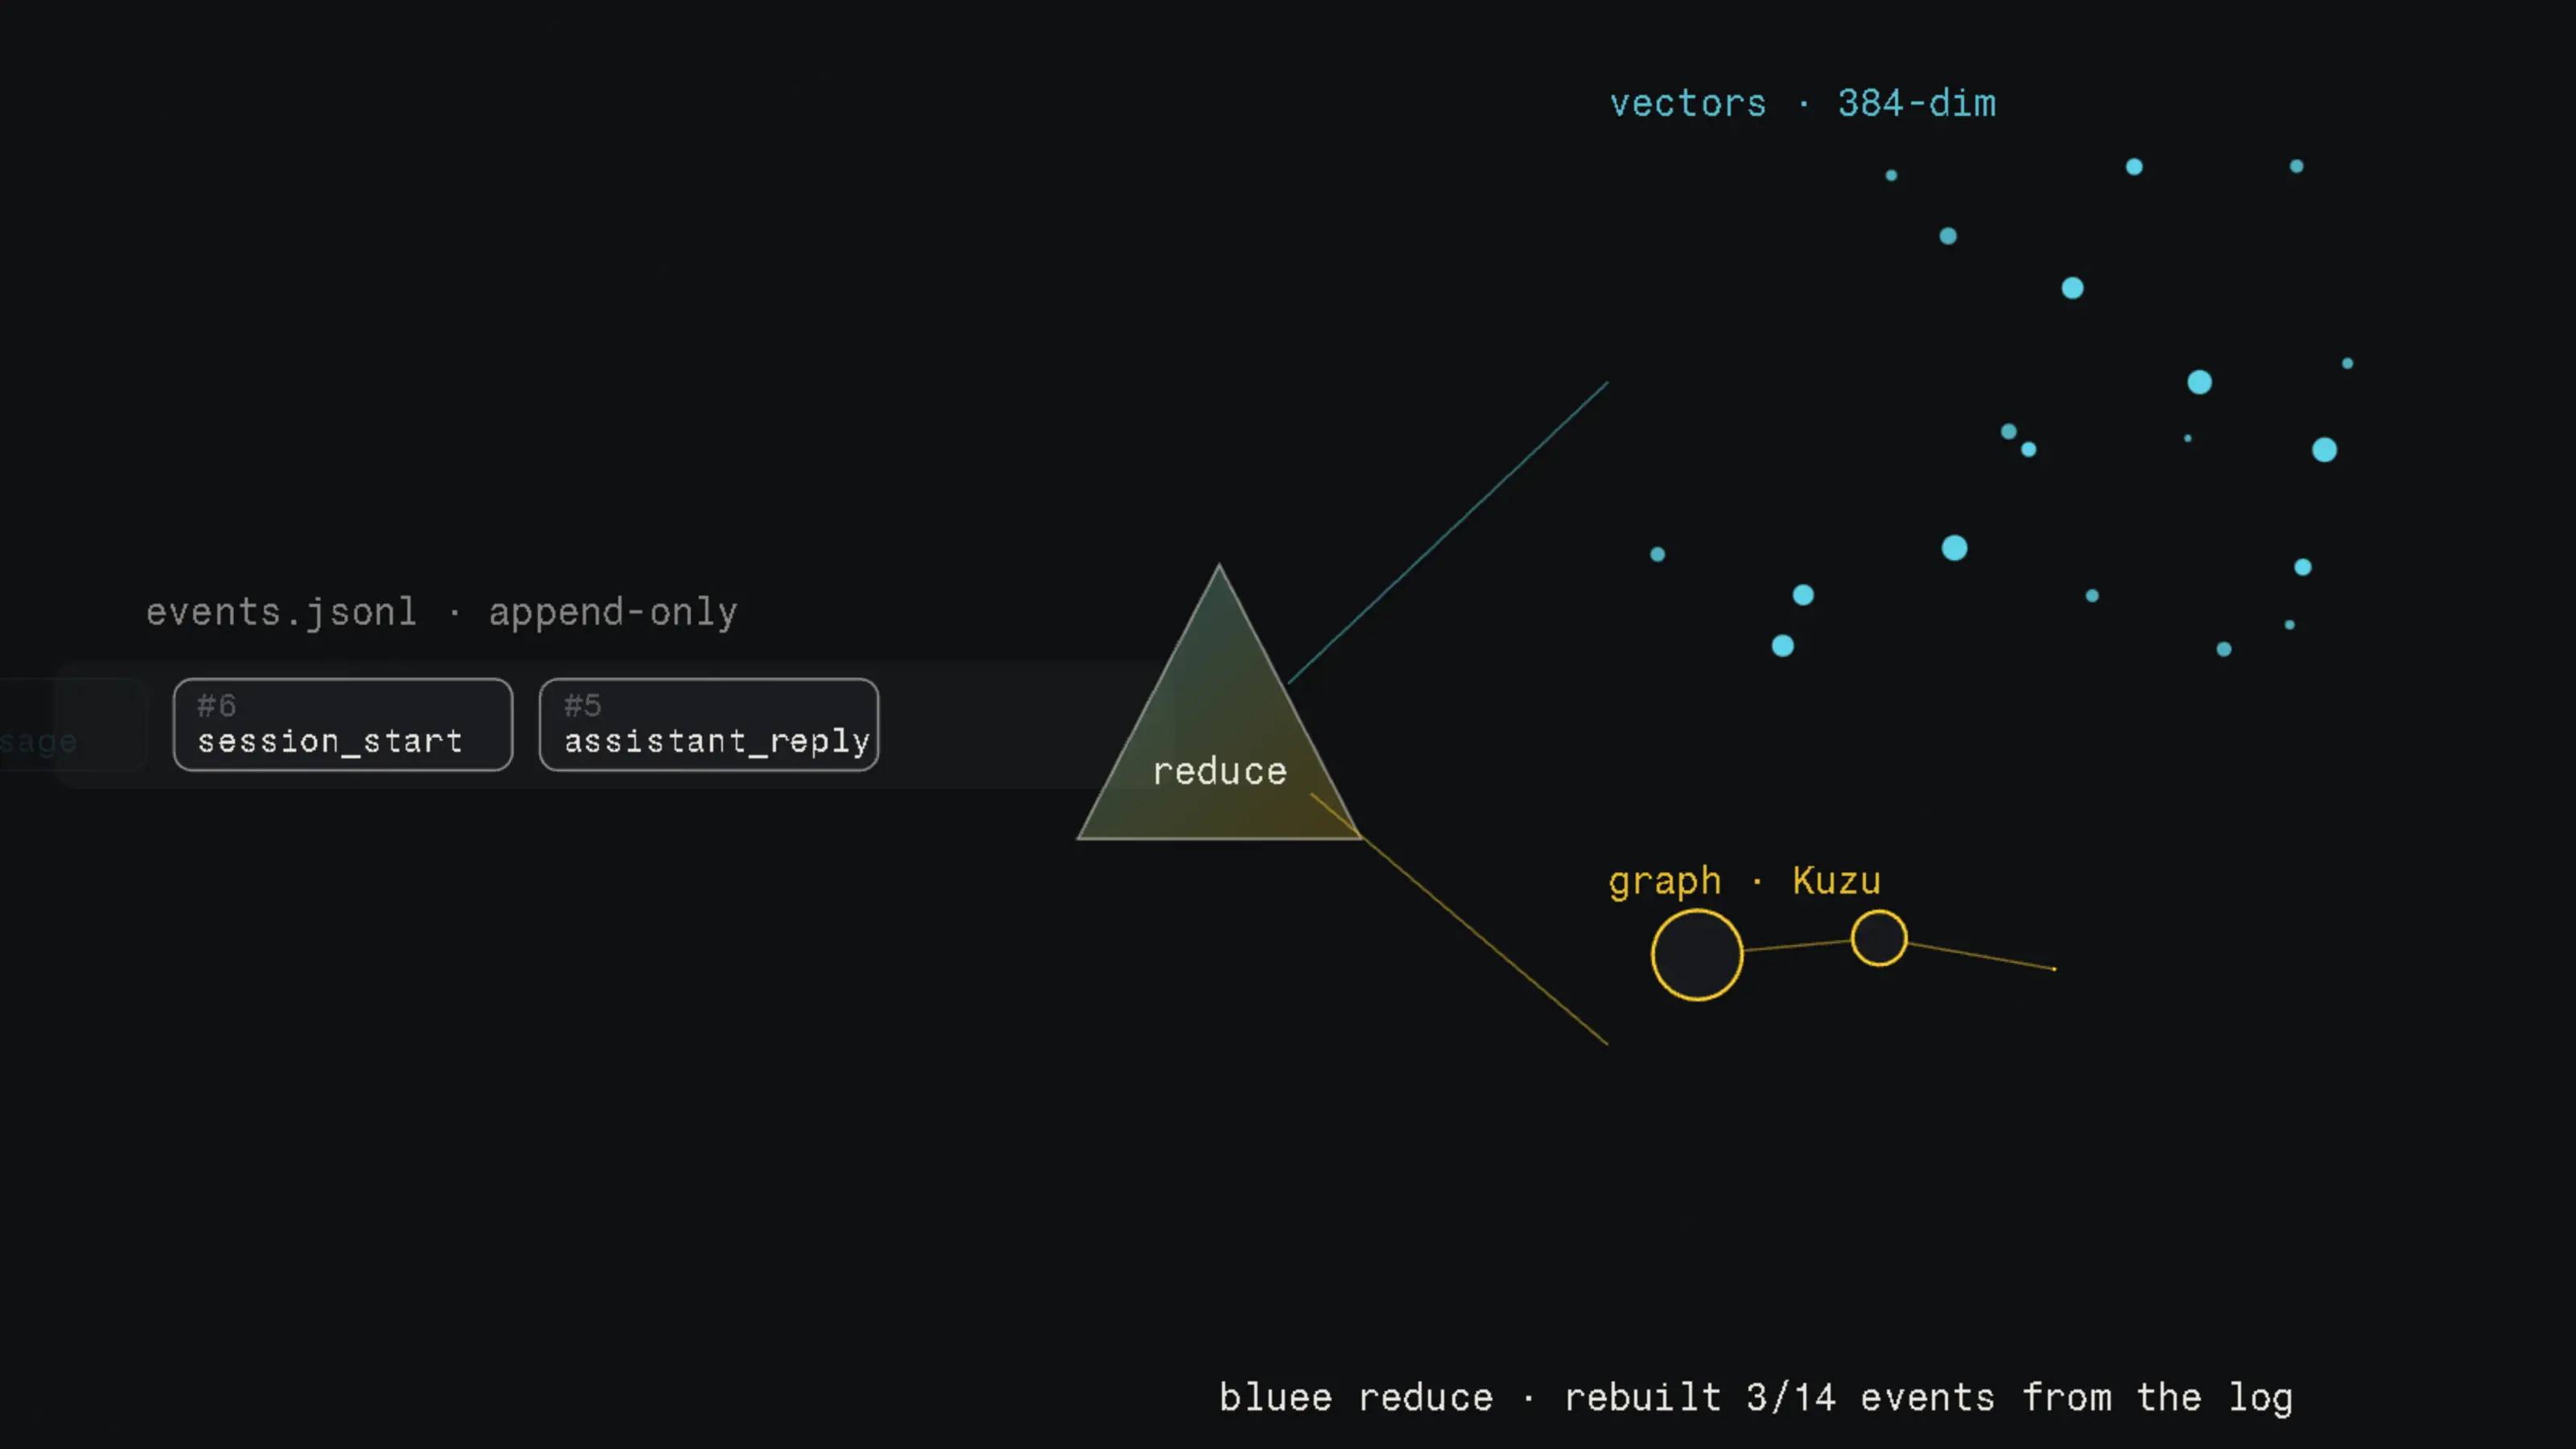 vectors · 384-dim
events.jsonl · append-only
sage
#6
session_start
#5
assistant_reply
reduce
graph · Kuzu
bluee reduce · rebuilt 3/14 events from the log